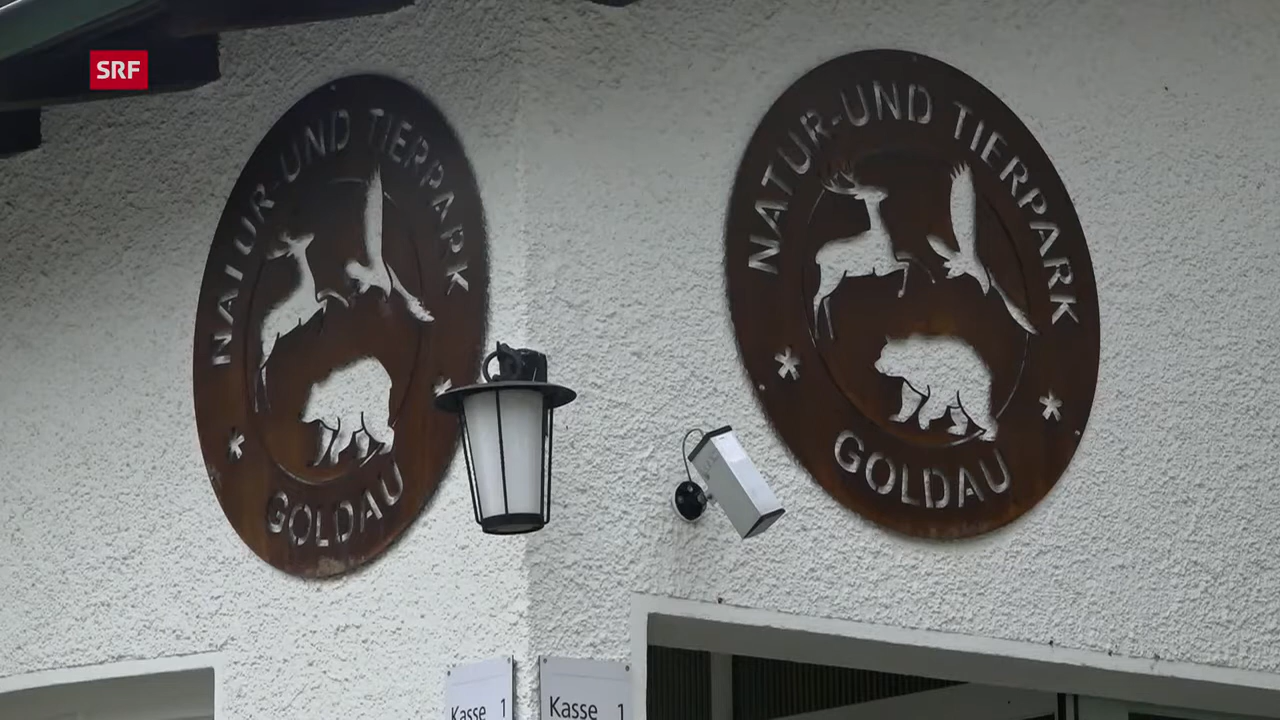 SRF
NATUR-UND TIERPARK
GOLDAU
NATUR-UND TIERPARK
GOLDAU
Kasse 1
Kasse 1